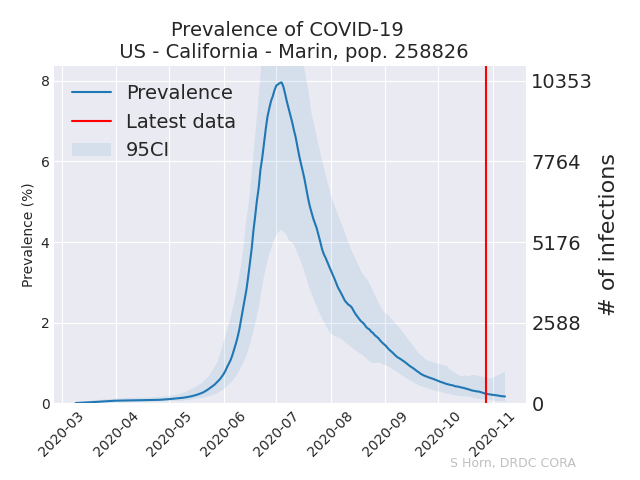 Prevalence of COVID-19
US - California - Marin, pop. 258826
Prevalence
Latest data
95CI
Prevalence (%)
8
6
4
2
0
10353
7764
5176
2588
0
# of infections
2020-03
2020-04
2020-05
2020-06
2020-07
2020-08
2020-09
2020-10
2020-11
S Horn, DRDC CORA